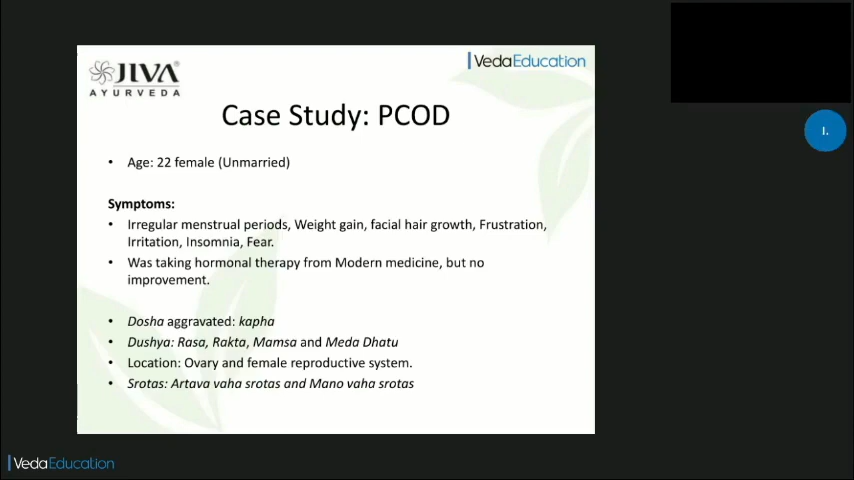 JIVA
AYURVEDA
VedaEducation
Case Study: PCOD
• Age: 22 female (Unmarried)
Symptoms:
• Irregular menstrual periods, Weight gain, facial hair growth, Frustration,
Irritation, Insomnia, Fear.
• Was taking hormonal therapy from Modern medicine, but no
improvement.
• Dosha aggravated: kapha
• Dushya: Rasa, Rakta, Mamsa and Meda Dhatu
• Location: Ovary and female reproductive system.
• Srotas: Artava vaha srotas and Mano vaha srotas
I.
VedaEducation